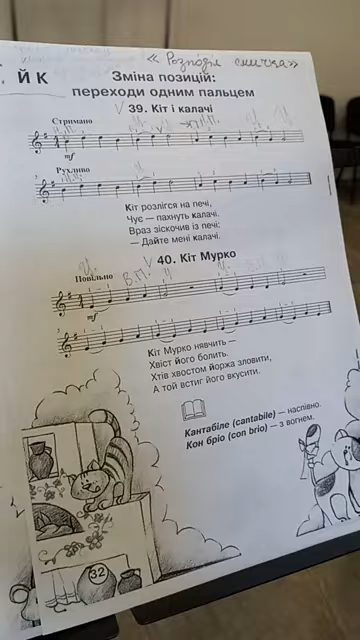 « Розподіл смичка»
Й К
Зміна позицій:
переходи одним пальцем
39. Кіт і калачі
Стримано
mf
Рухливо
Кіт розлігся на печі,
Чує — пахнуть калачі.
Враз зіскочив із печі:
— Дайте мені калачі.
40. Кіт Мурко
Повільно
В.П.
mf
Кіт Мурко нявчить —
Хвіст його болить.
Хтів хвостом йоржа зловити,
А той встиг його вкусити.
Кантабіле (cantabile) — наспівно.
Кон бріо (con brio) — з вогнем.
32